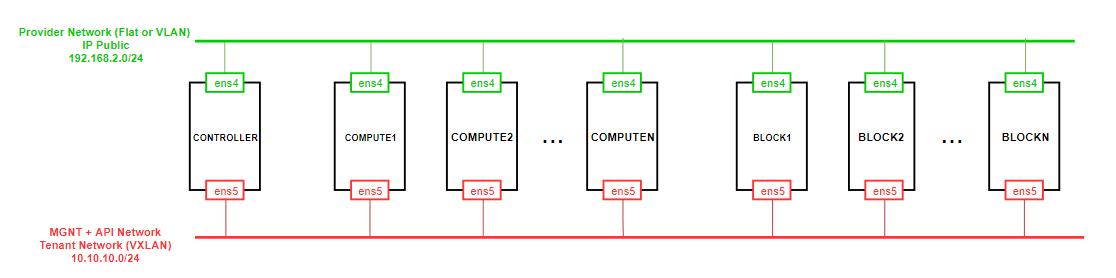 Provider Network (Flat or VLAN)
IP Public
192.168.2.0/24
ens4 ens4 ens4 ens4 ens4 ens4 ens4
CONTROLLER COMPUTE1 COMPUTE2 ... COMPUTEN BLOCK1 BLOCK2 ... BLOCKN
ens5 ens5 ens5 ens5 ens5 ens5 ens5
MGNT + API Network
Tenant Network (VXLAN)
10.10.10.0/24